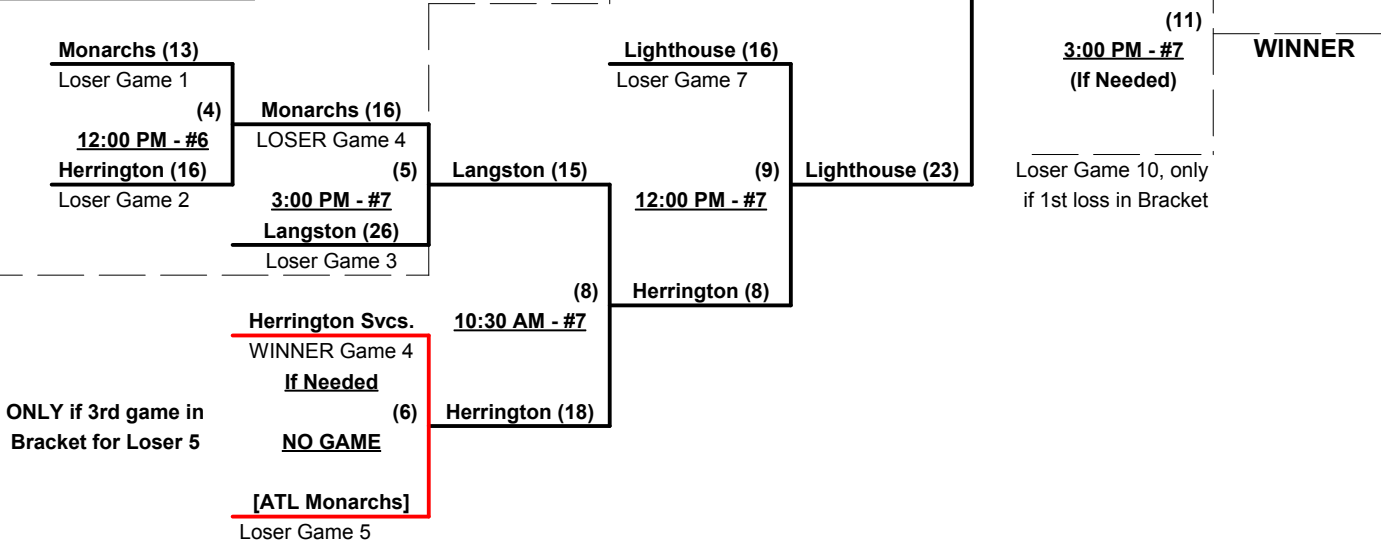 (11)
Monarchs (13)
Lighthouse (16)
3:00 PM - #7
WINNER
Loser Game 1
Loser Game 7
(If Needed)
(4)
Monarchs (16)
12:00 PM - #6
LOSER Game 4
Herrington (16)
(5)
Langston (15)
(9)
Lighthouse (23)
Loser Game 10, only
Loser Game 2
3:00 PM - #7
12:00 PM - #7
if 1st loss in Bracket
Langston (26)
Loser Game 3
(8)
Herrington (8)
Herrington Svcs.
10:30 AM - #7
WINNER Game 4
If Needed
ONLY if 3rd game in
(6)
Herrington (18)
Bracket for Loser 5
NO GAME
[ATL Monarchs]
Loser Game 5